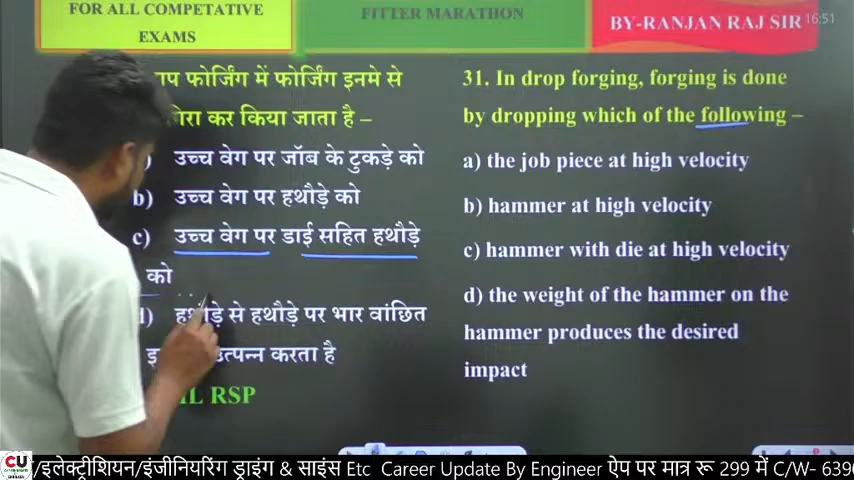 FOR ALL COMPETATIVE
EXAMS
FITTER MARATHON
BY-RANJAN RAJ SIR
16:51
फोर्जिंग में फोर्जिंग इनमे से
कर किया जाता है –
उच्च वेग पर जॉब के टुकड़े को
b) उच्च वेग पर हथौड़े को
c) उच्च वेग पर डाई सहित हथौड़े
को
हथौड़े से हथौड़े पर भार वांछित
उत्पन्न करता है
RSP
31. In drop forging, forging is done
by dropping which of the following –
a) the job piece at high velocity
b) hammer at high velocity
c) hammer with die at high velocity
d) the weight of the hammer on the
hammer produces the desired
impact
CU
/इलेक्ट्रीशियन/इंजीनियरिंग ड्राइंग & साइंस Etc Career Update By Engineer ऐप पर मात्र रू 299 में C/W- 639